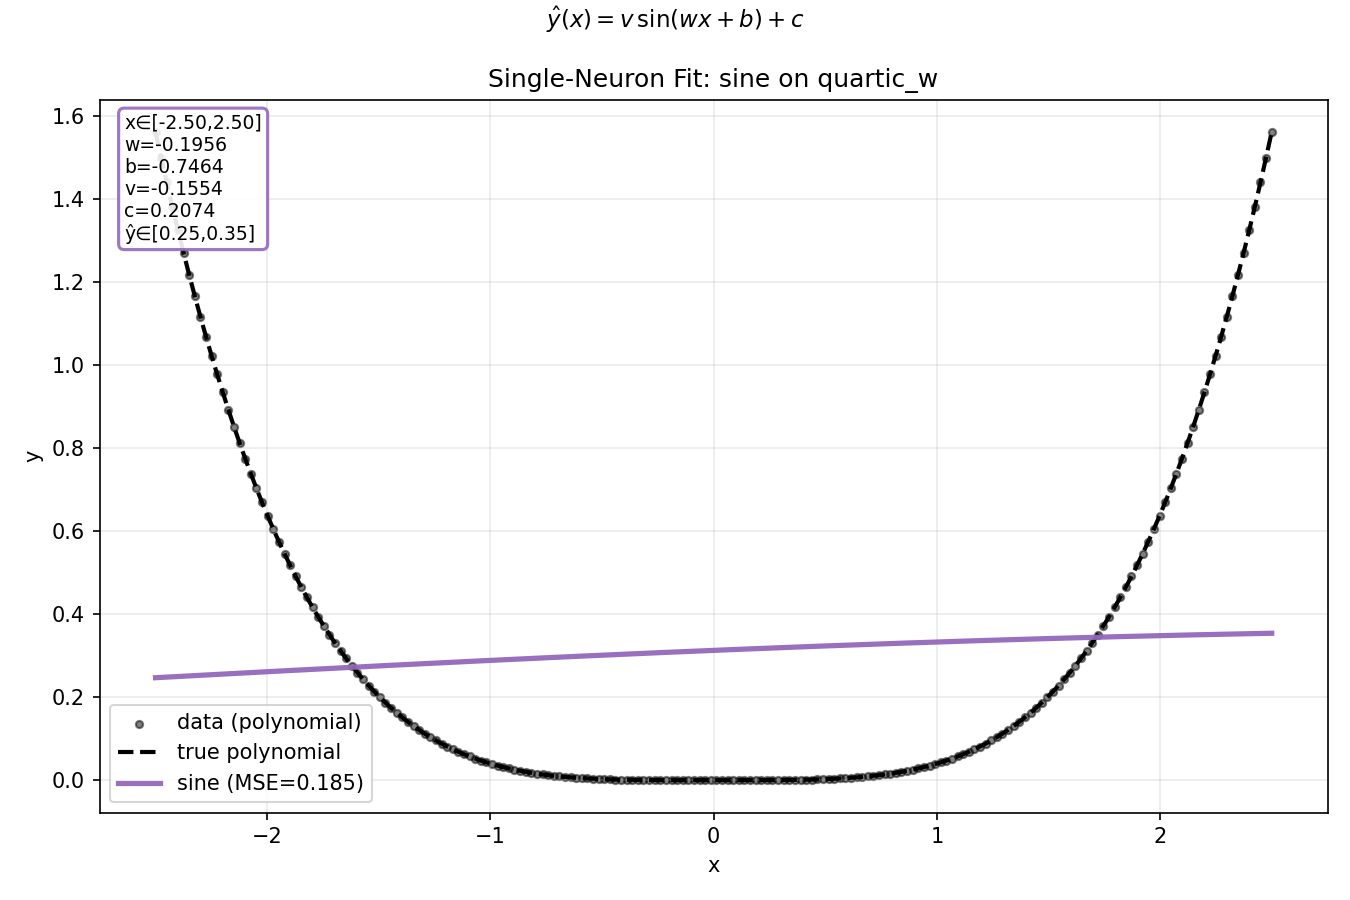 ŷ(x) = v sin(wx + b) + c
Single-Neuron Fit: sine on quartic_w
x∈[-2.50,2.50]
w=-0.1956
b=-0.7464
v=-0.1554
c=0.2074
ŷ∈[0.25,0.35]
1.6
1.4
1.2
1.0
0.8
0.6
0.4
0.2
0.0
y
data (polynomial)
true polynomial
sine (MSE=0.185)
−2 −1 0 1 2
x